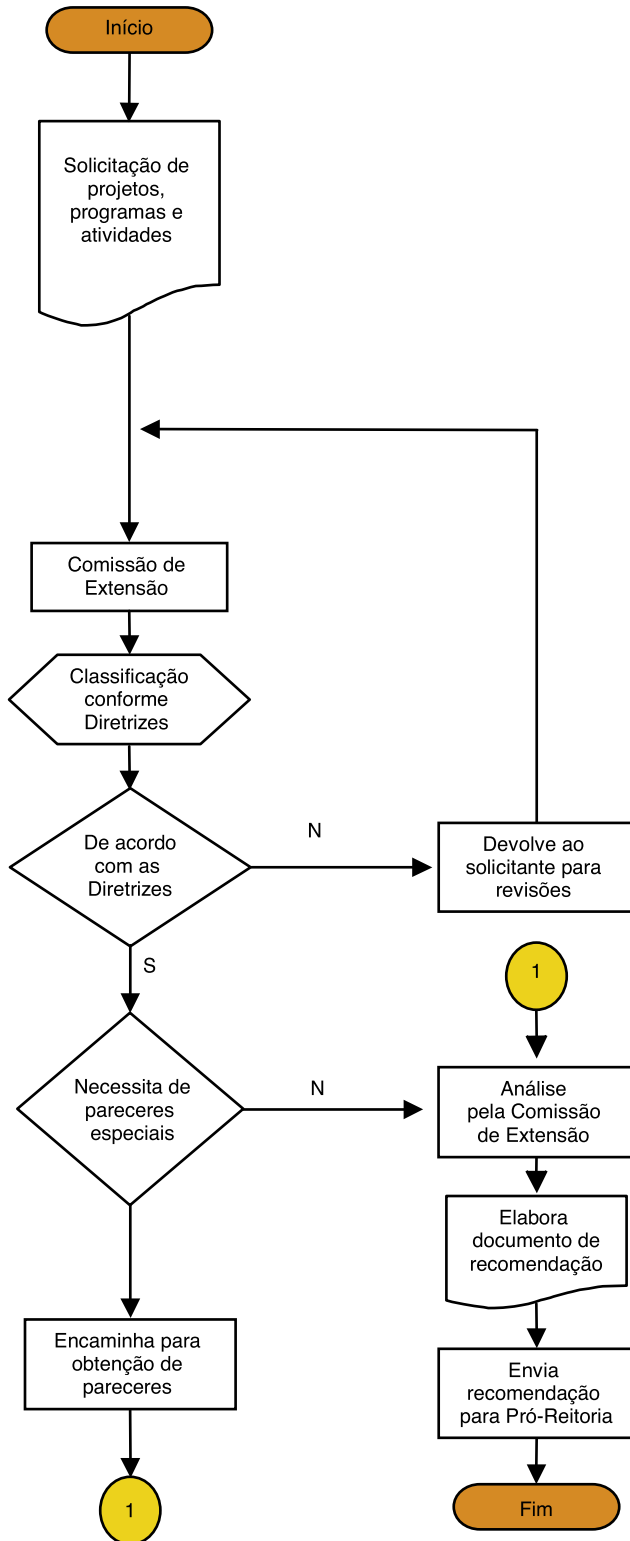 Início
Solicitação de
projetos,
programas e
atividades
Comissão de
Extensão
Classificação
conforme
Diretrizes
De acordo
com as
Diretrizes
N
Devolve ao
solicitante para
revisões
S
1
Necessita de
pareceres
especiais
N
Análise
pela Comissão
de Extensão
Elabora
documento de
recomendação
Encaminha para
obtenção de
pareceres
Envia
recomendação
para Pró-Reitoria
1
Fim